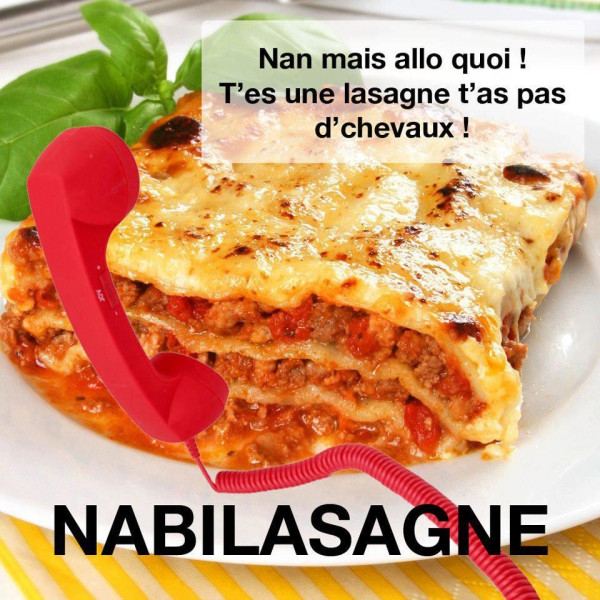 Nan mais allo quoi !
T'es une lasagne t'as pas
d'chevaux !
NABILASAGNE